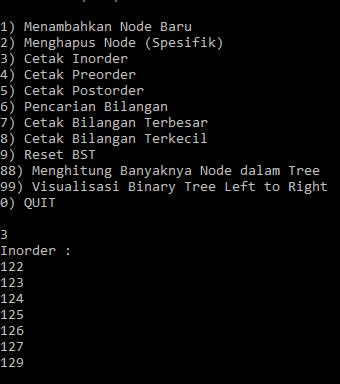 1) Menambahkan Node Baru
2) Menghapus Node (Spesifik)
3) Cetak Inorder
4) Cetak Preorder
5) Cetak Postorder
6) Pencarian Bilangan
7) Cetak Bilangan Terbesar
8) Cetak Bilangan Terkecil
9) Reset BST
88) Menghitung Banyaknya Node dalam Tree
99) Visualisasi Binary Tree Left to Right
0) QUIT
3
Inorder :
122
123
124
125
126
127
129